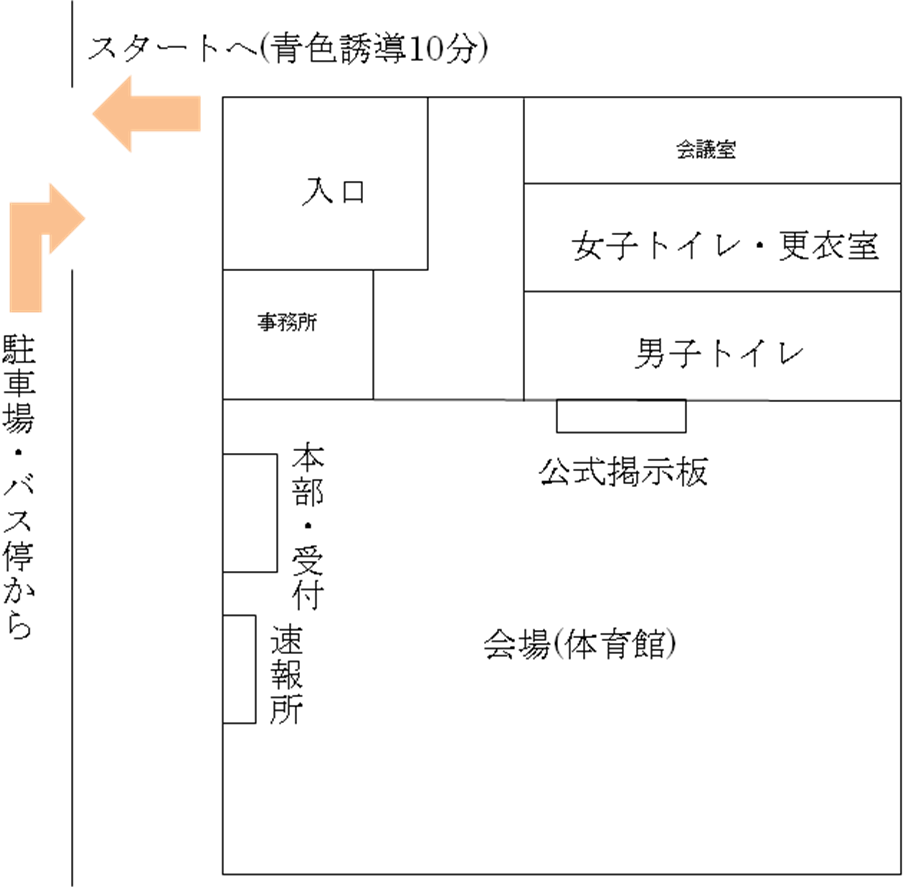 スタートへ(青色誘導10分)
会議室
入口
女子トイレ・更衣室
事務所
男子トイレ
駐車場・バス停から
本部・受付
公式掲示板
速報所
会場(体育館)